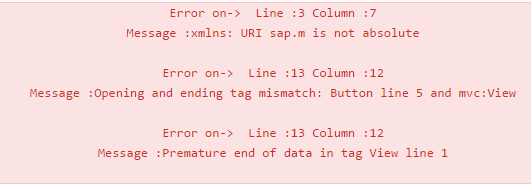 Error on-> Line :3 Column :7
Message :xmlns: URI sap.m is not absolute
Error on-> Line :13 Column :12
Message :Opening and ending tag mismatch: Button line 5 and mvc:View
Error on-> Line :13 Column :12
Message :Premature end of data in tag View line 1